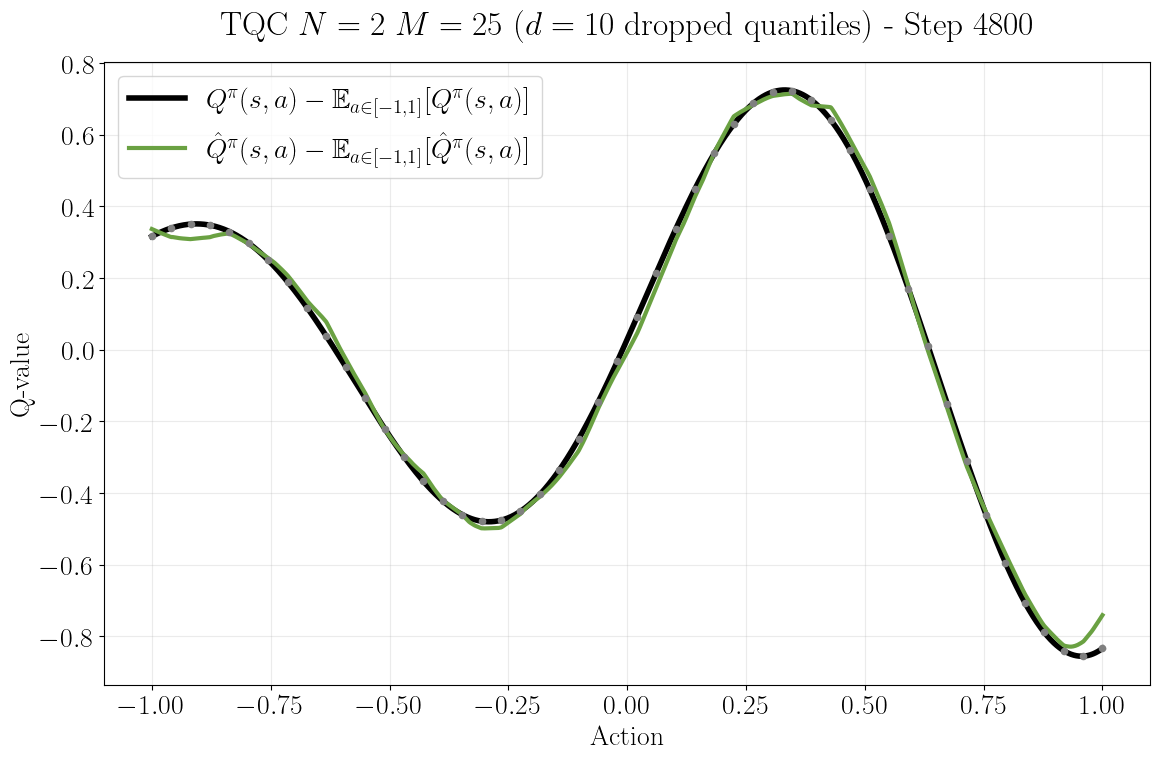 TQC N = 2 M = 25 (d = 10 dropped quantiles) - Step 4800
Q^π(s, a) − 𝔼_{a∈[−1,1]}[Q^π(s, a)]
Q̂^π(s, a) − 𝔼_{a∈[−1,1]}[Q̂^π(s, a)]
0.8
0.6
0.4
0.2
0.0
−0.2
−0.4
−0.6
−0.8
Q-value
−1.00 −0.75 −0.50 −0.25 0.00 0.25 0.50 0.75 1.00
Action